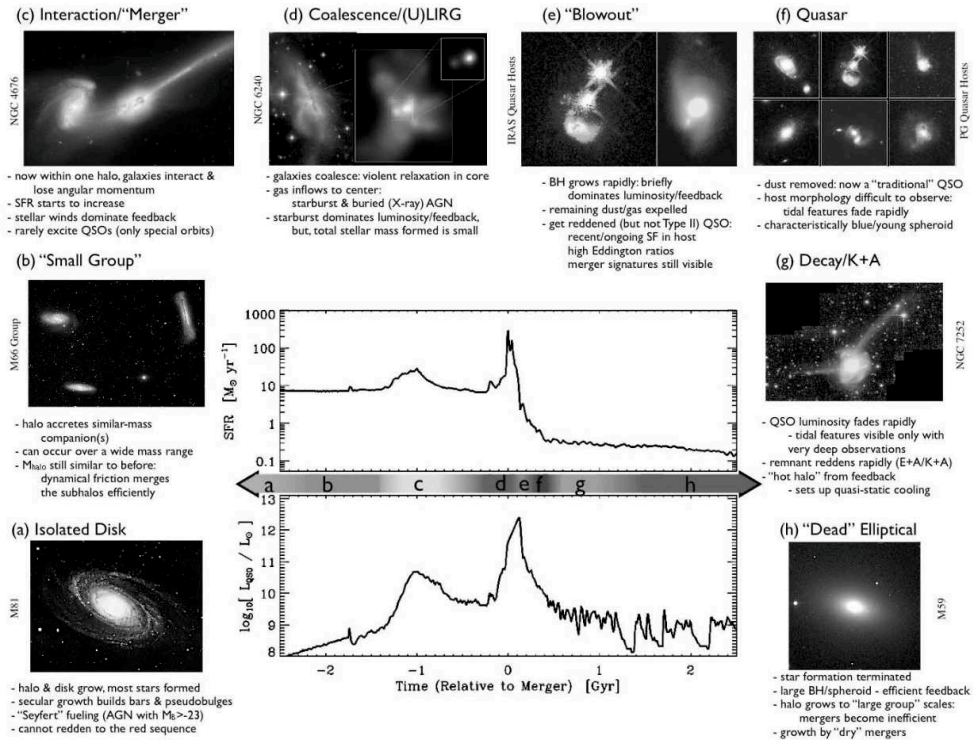 (c) Interaction/“Merger”
NGC 4676
- now within one halo, galaxies interact &
lose angular momentum
- SFR starts to increase
- stellar winds dominate feedback
- rarely excite QSOs (only special orbits)
(d) Coalescence/(U)LIRG
NGC 6240
- galaxies coalesce: violent relaxation in core
- gas inflows to center:
starburst & buried (X-ray) AGN
- starburst dominates luminosity/feedback,
but, total stellar mass formed is small
(e) “Blowout”
IRAS Quasar Hosts
- BH grows rapidly: briefly
dominates luminosity/feedback
- remaining dust/gas expelled
- get reddened (but not Type II) QSO:
recent/ongoing SF in host
high Eddington ratios
merger signatures still visible
(f) Quasar
PG Quasar Hosts
- dust removed: now a “traditional” QSO
- host morphology difficult to observe:
tidal features fade rapidly
- characteristically blue/young spheroid
(b) “Small Group”
M66 Group
- halo accretes similar-mass
companion(s)
- can occur over a wide mass range
- Mhalo still similar to before:
dynamical friction merges
the subhalos efficiently
(a) Isolated Disk
M81
- halo & disk grow, most stars formed
- secular growth builds bars & pseudobulges
- “Seyfert” fueling (AGN with MB>-23)
- cannot redden to the red sequence
SFR [M⊙ yr⁻¹]
1000
100
10
1
0.1
a b c d e f g h
log10[ LQSO / L⊙ ]
13
12
11
10
9
8
-2 -1 0 1 2
Time (Relative to Merger) [Gyr]
(g) Decay/K+A
NGC 7252
- QSO luminosity fades rapidly
- tidal features visible only with
very deep observations
- remnant reddens rapidly (E+A/K+A)
- “hot halo” from feedback
- sets up quasi-static cooling
(h) “Dead” Elliptical
M59
- star formation terminated
- large BH/spheroid - efficient feedback
- halo grows to “large group” scales:
mergers become inefficient
- growth by “dry” mergers